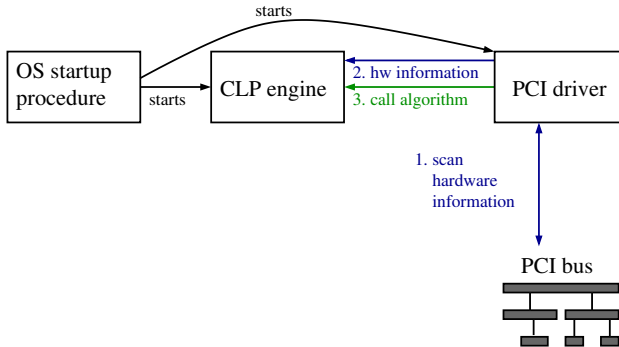 starts
OS startup
procedure
starts
CLP engine
2. hw information
3. call algorithm
PCI driver
1. scan
hardware
information
PCI bus